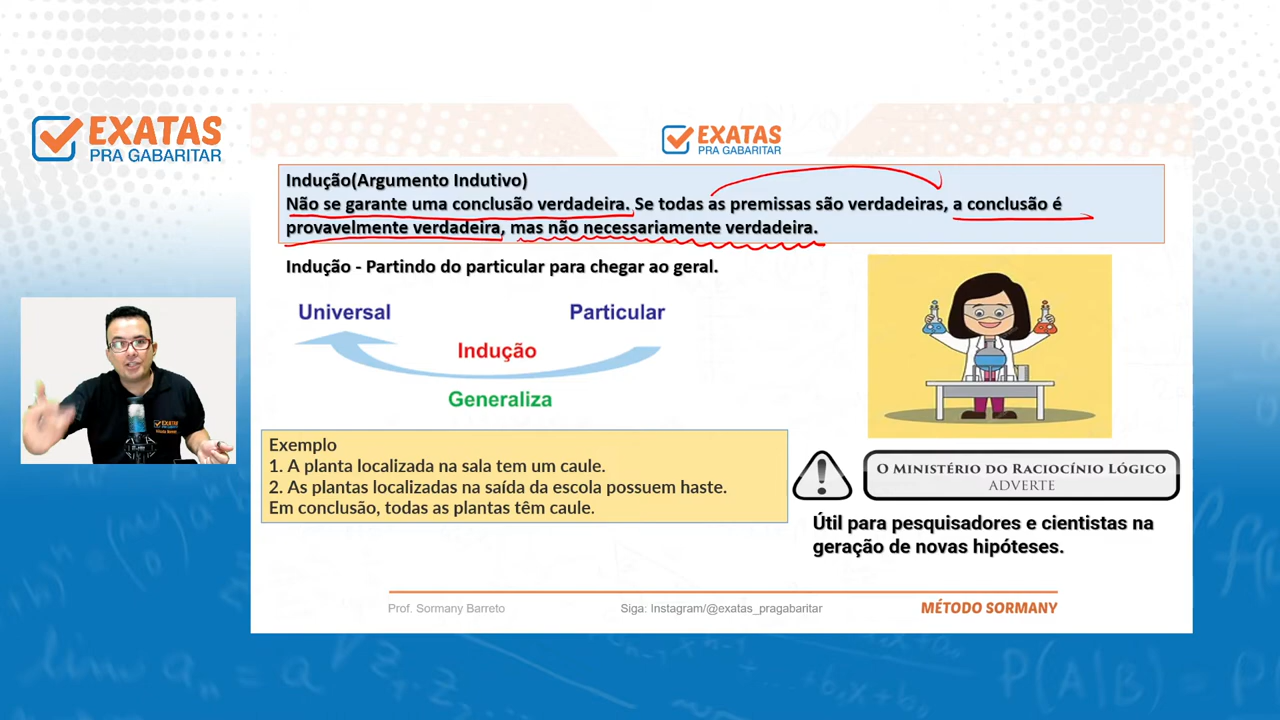 EXATAS
PRA GABARITAR
EXATAS
PRA GABARITAR
Indução(Argumento Indutivo)
Não se garante uma conclusão verdadeira. Se todas as premissas são verdadeiras, a conclusão é
provavelmente verdadeira, mas não necessariamente verdadeira.
Indução - Partindo do particular para chegar ao geral.
Universal
Particular
Indução
Generaliza
Exemplo
1. A planta localizada na sala tem um caule.
2. As plantas localizadas na saída da escola possuem haste.
Em conclusão, todas as plantas têm caule.
O MINISTÉRIO DO RACIOCÍNIO LÓGICO
ADVERTE
Útil para pesquisadores e cientistas na
geração de novas hipóteses.
Prof. Sormany Barreto
Siga: Instagram/@exatas_pragabaritar
MÉTODO SORMANY